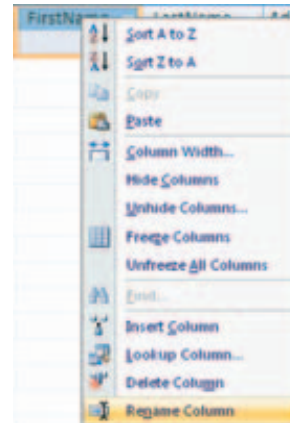 FirstName LastName Ad
Sort A to Z
Sort Z to A
Copy
Paste
Column Width...
Hide Columns
Unhide Columns...
Freeze Columns
Unfreeze All Columns
Find...
Insert Column
Lookup Column...
Delete Column
Rename Column